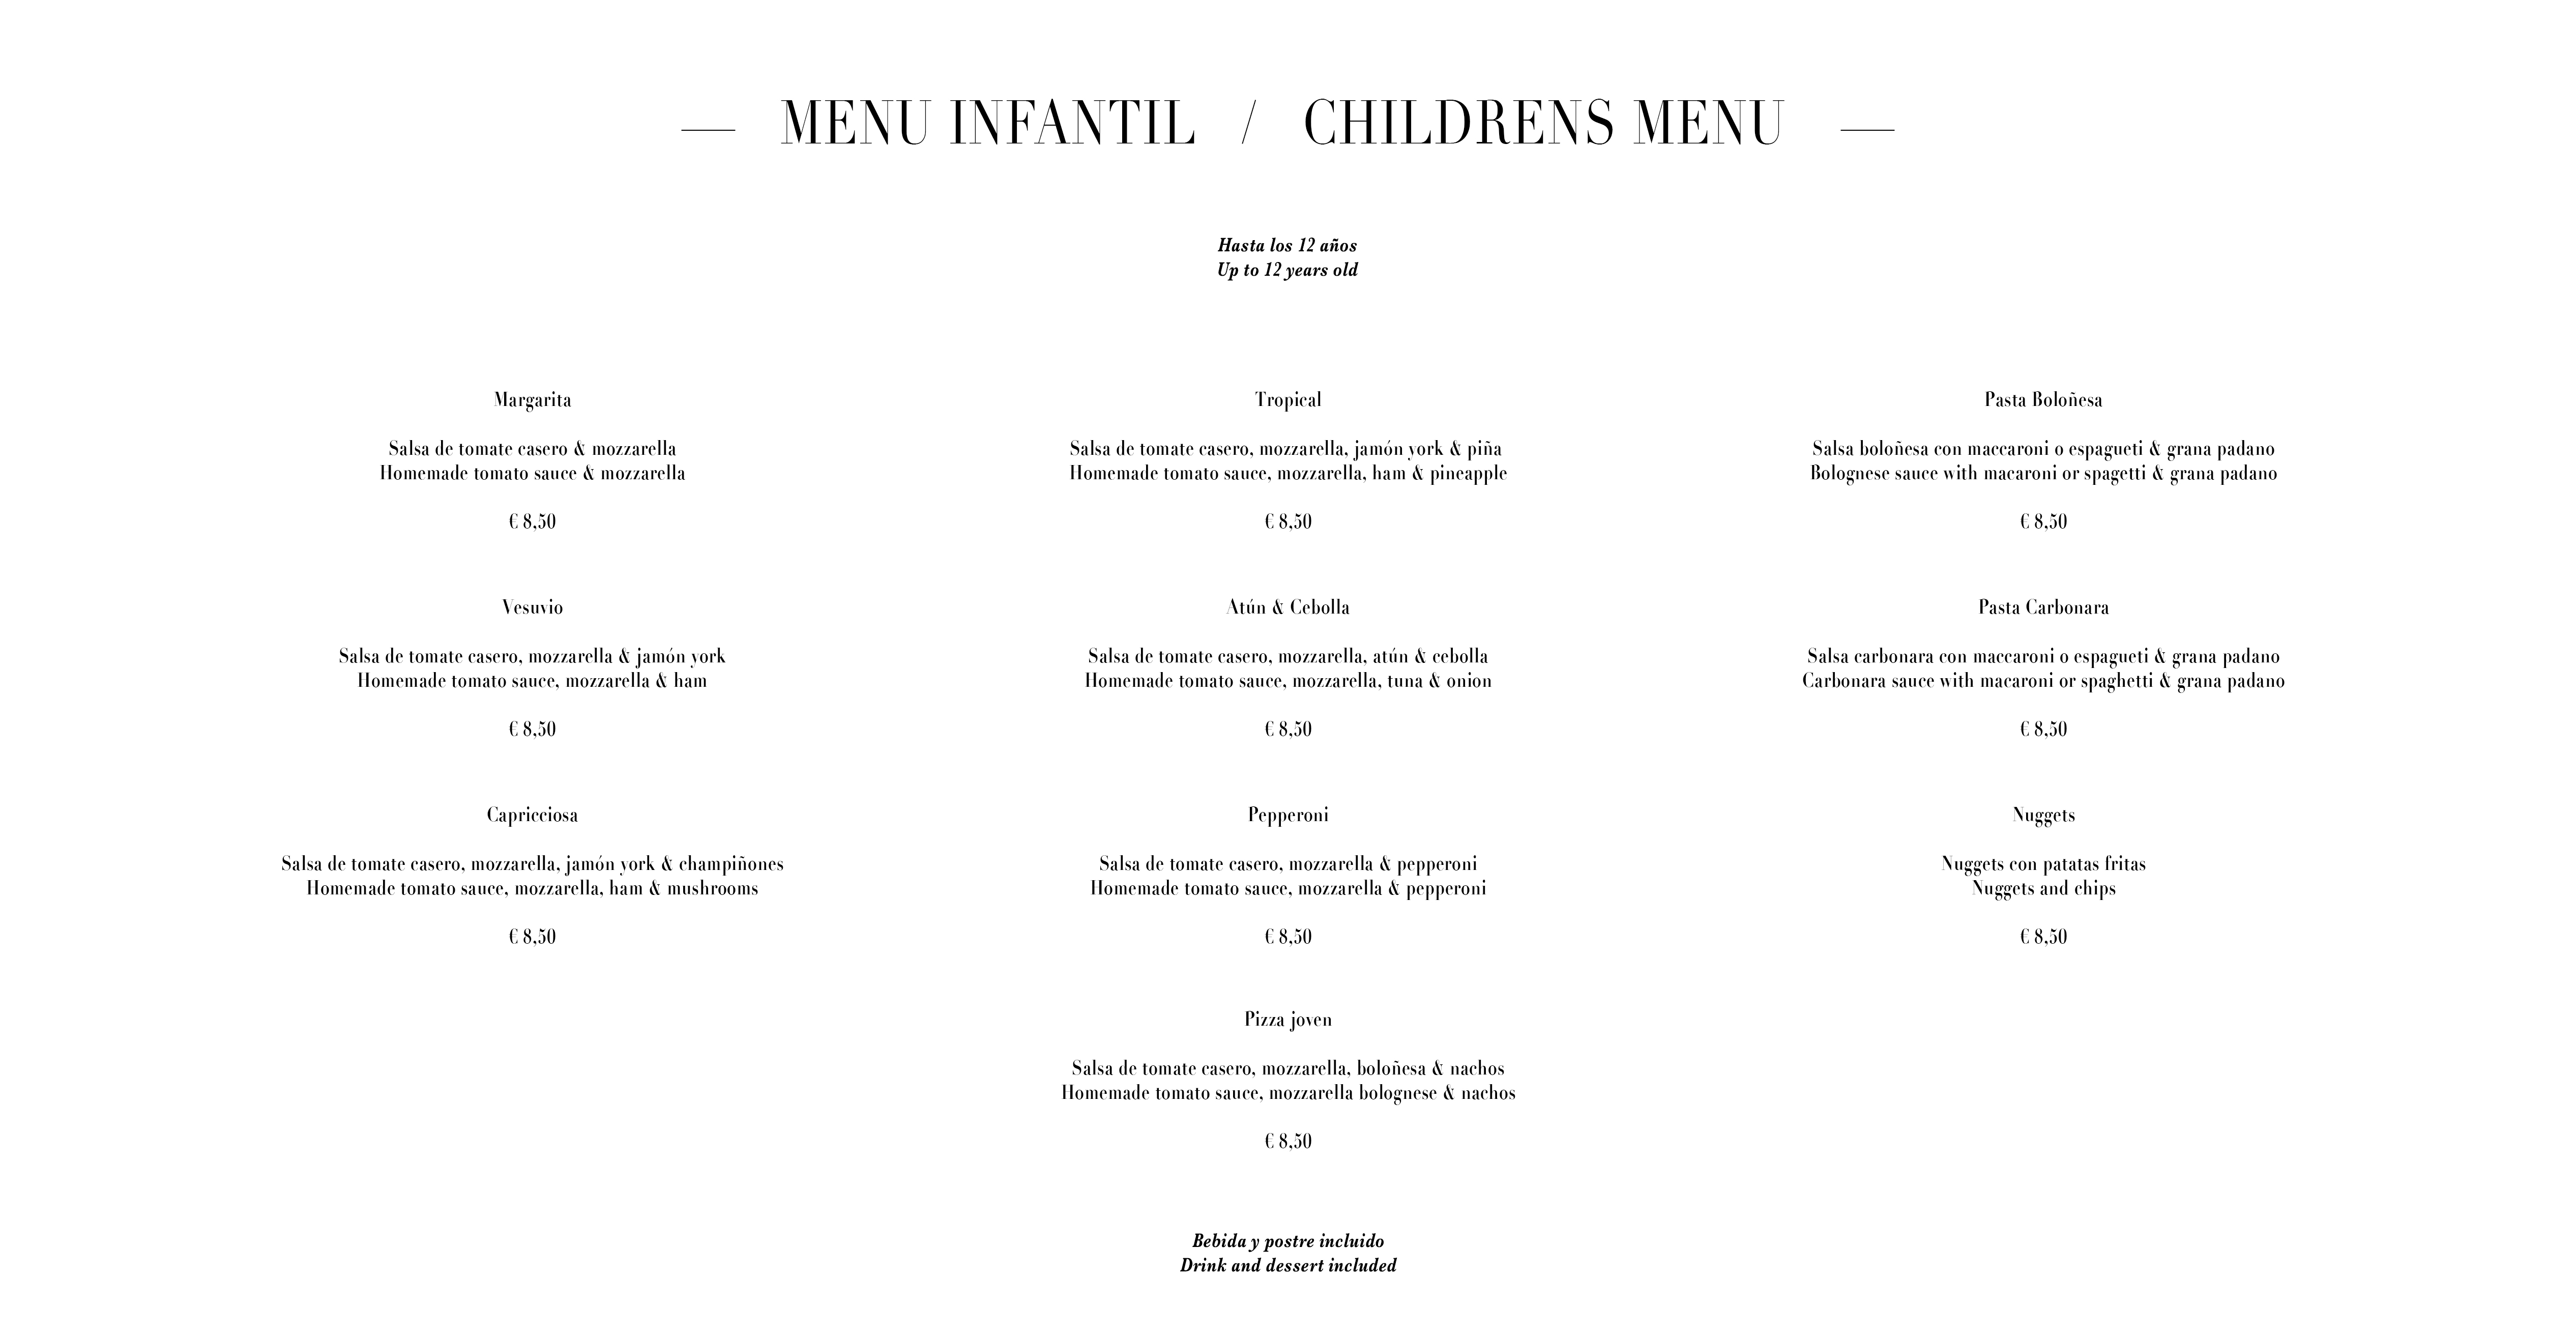 — MENU INFANTIL / CHILDRENS MENU —
Hasta los 12 años
Up to 12 years old
Margarita
Salsa de tomate casero & mozzarella
Homemade tomato sauce & mozzarella
€ 8,50
Vesuvio
Salsa de tomate casero, mozzarella & jamón york
Homemade tomato sauce, mozzarella & ham
€ 8,50
Capricciosa
Salsa de tomate casero, mozzarella, jamón york & champiñones
Homemade tomato sauce, mozzarella, ham & mushrooms
€ 8,50
Tropical
Salsa de tomate casero, mozzarella, jamón york & piña
Homemade tomato sauce, mozzarella, ham & pineapple
€ 8,50
Atún & Cebolla
Salsa de tomate casero, mozzarella, atún & cebolla
Homemade tomato sauce, mozzarella, tuna & onion
€ 8,50
Pepperoni
Salsa de tomate casero, mozzarella & pepperoni
Homemade tomato sauce, mozzarella & pepperoni
€ 8,50
Pizza joven
Salsa de tomate casero, mozzarella, boloñesa & nachos
Homemade tomato sauce, mozzarella bolognese & nachos
€ 8,50
Pasta Boloñesa
Salsa boloñesa con maccaroni o espagueti & grana padano
Bolognese sauce with macaroni or spagetti & grana padano
€ 8,50
Pasta Carbonara
Salsa carbonara con maccaroni o espagueti & grana padano
Carbonara sauce with macaroni or spaghetti & grana padano
€ 8,50
Nuggets
Nuggets con patatas fritas
Nuggets and chips
€ 8,50
Bebida y postre incluido
Drink and dessert included